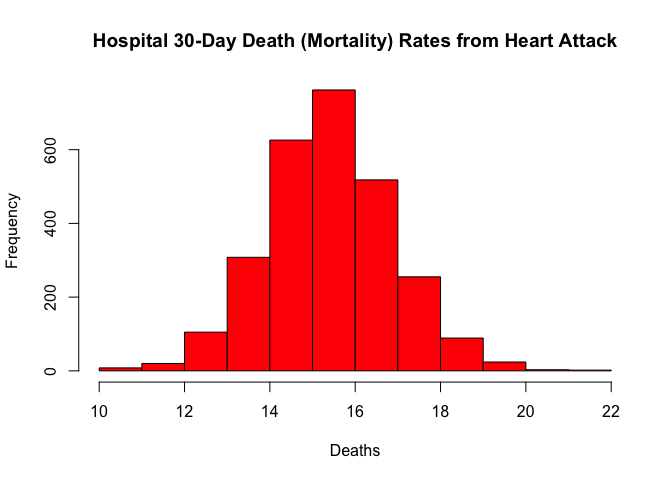 Hospital 30-Day Death (Mortality) Rates from Heart Attack
600
400
200
0
Frequency
10 12 14 16 18 20 22
Deaths